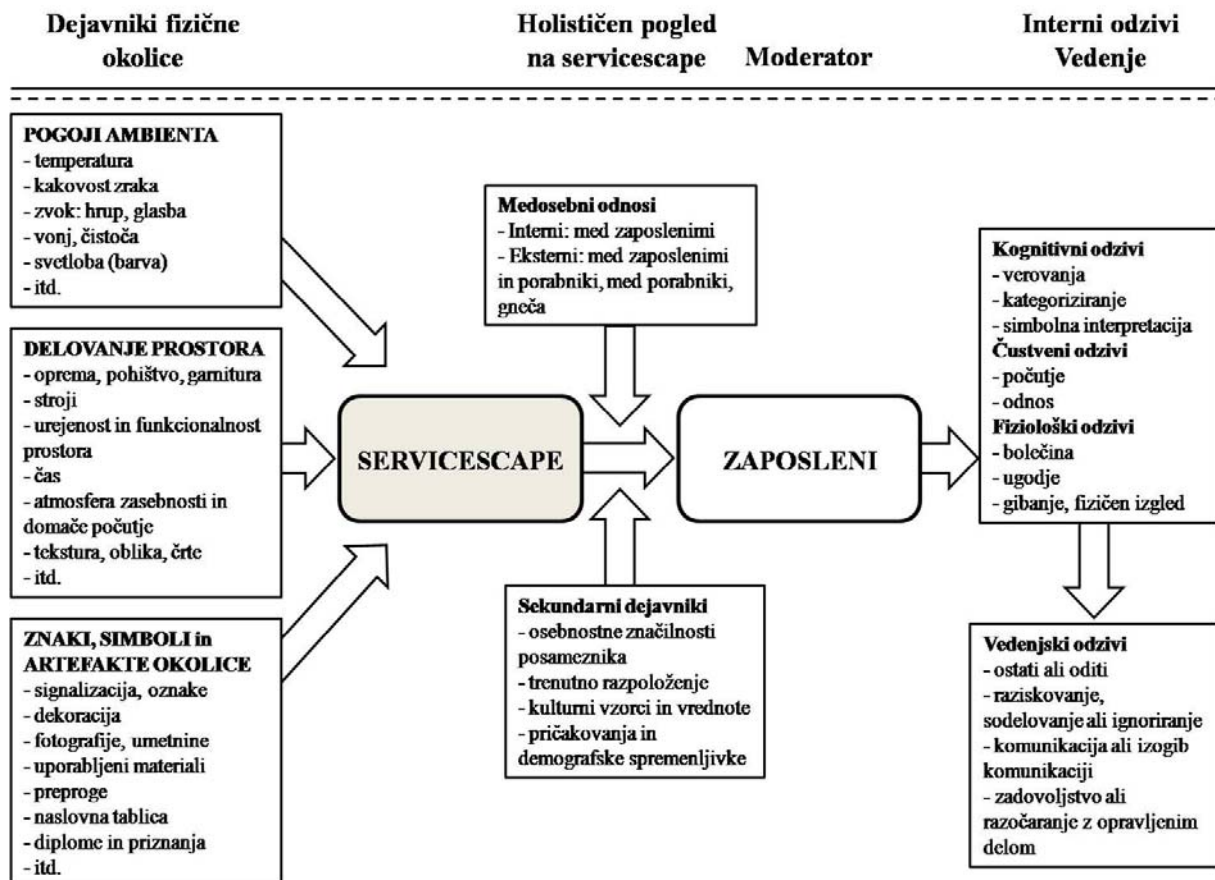 Dejavniki fizične
okolice
Holističen pogled
na servicescape
Moderator
Interni odzivi
Vedenje
POGOJI AMBIENTA
- temperatura
- kakovost zraka
- zvok: hrup, glasba
- vonj, čistoča
- svetloba (barva)
- itd.
DELOVANJE PROSTORA
- oprema, pohištvo, garnitura
- stroji
- urejenost in funkcionalnost
prostora
- čas
- atmosfera zasebnosti in
domače počutje
- tekstura, oblika, črte
- itd.
ZNAKI, SIMBOLI in
ARTEFAKTE OKOLICE
- signalizacija, oznake
- dekoracija
- fotografije, umetnine
- uporabljeni materiali
- preproge
- naslovna tablica
- diplome in priznanja
- itd.
SERVICESCAPE
Medosebni odnosi
- Interni: med zaposlenimi
- Eksterni: med zaposlenimi
in porabniki, med porabniki,
gneča
Sekundarni dejavniki
- osebnostne značilnosti
posameznika
- trenutno razpoloženje
- kulturni vzorci in vrednote
- pričakovanja in
demografske spremenljivke
ZAPOSLENI
Kognitivni odzivi
- verovanja
- kategoriziranje
- simbolna interpretacija
Čustveni odzivi
- počutje
- odnos
Fiziološki odzivi
- bolečina
- ugodje
- gibanje, fizičen izgled
Vedenjski odzivi
- ostati ali oditi
- raziskovanje,
sodelovanje ali ignoriranje
- komunikacija ali izogib
komunikaciji
- zadovoljstvo ali
razočaranje z opravljenim
delom